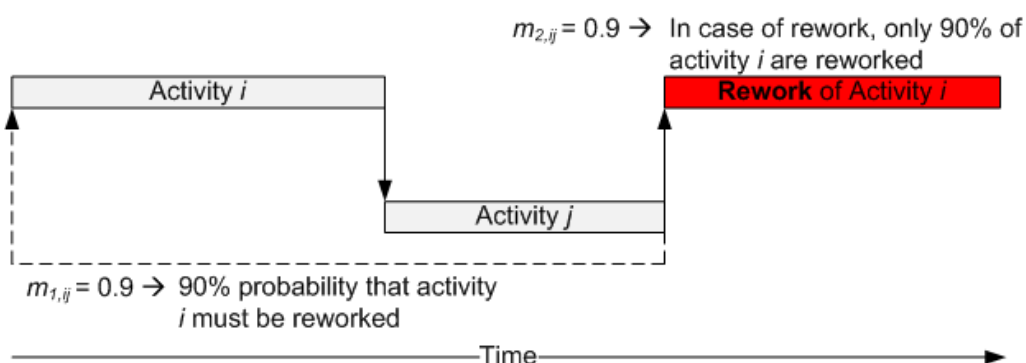 m2,ij = 0.9 → In case of rework, only 90% of
activity i are reworked
Activity i
Rework of Activity i
Activity j
m1,ij = 0.9 → 90% probability that activity
i must be reworked
Time